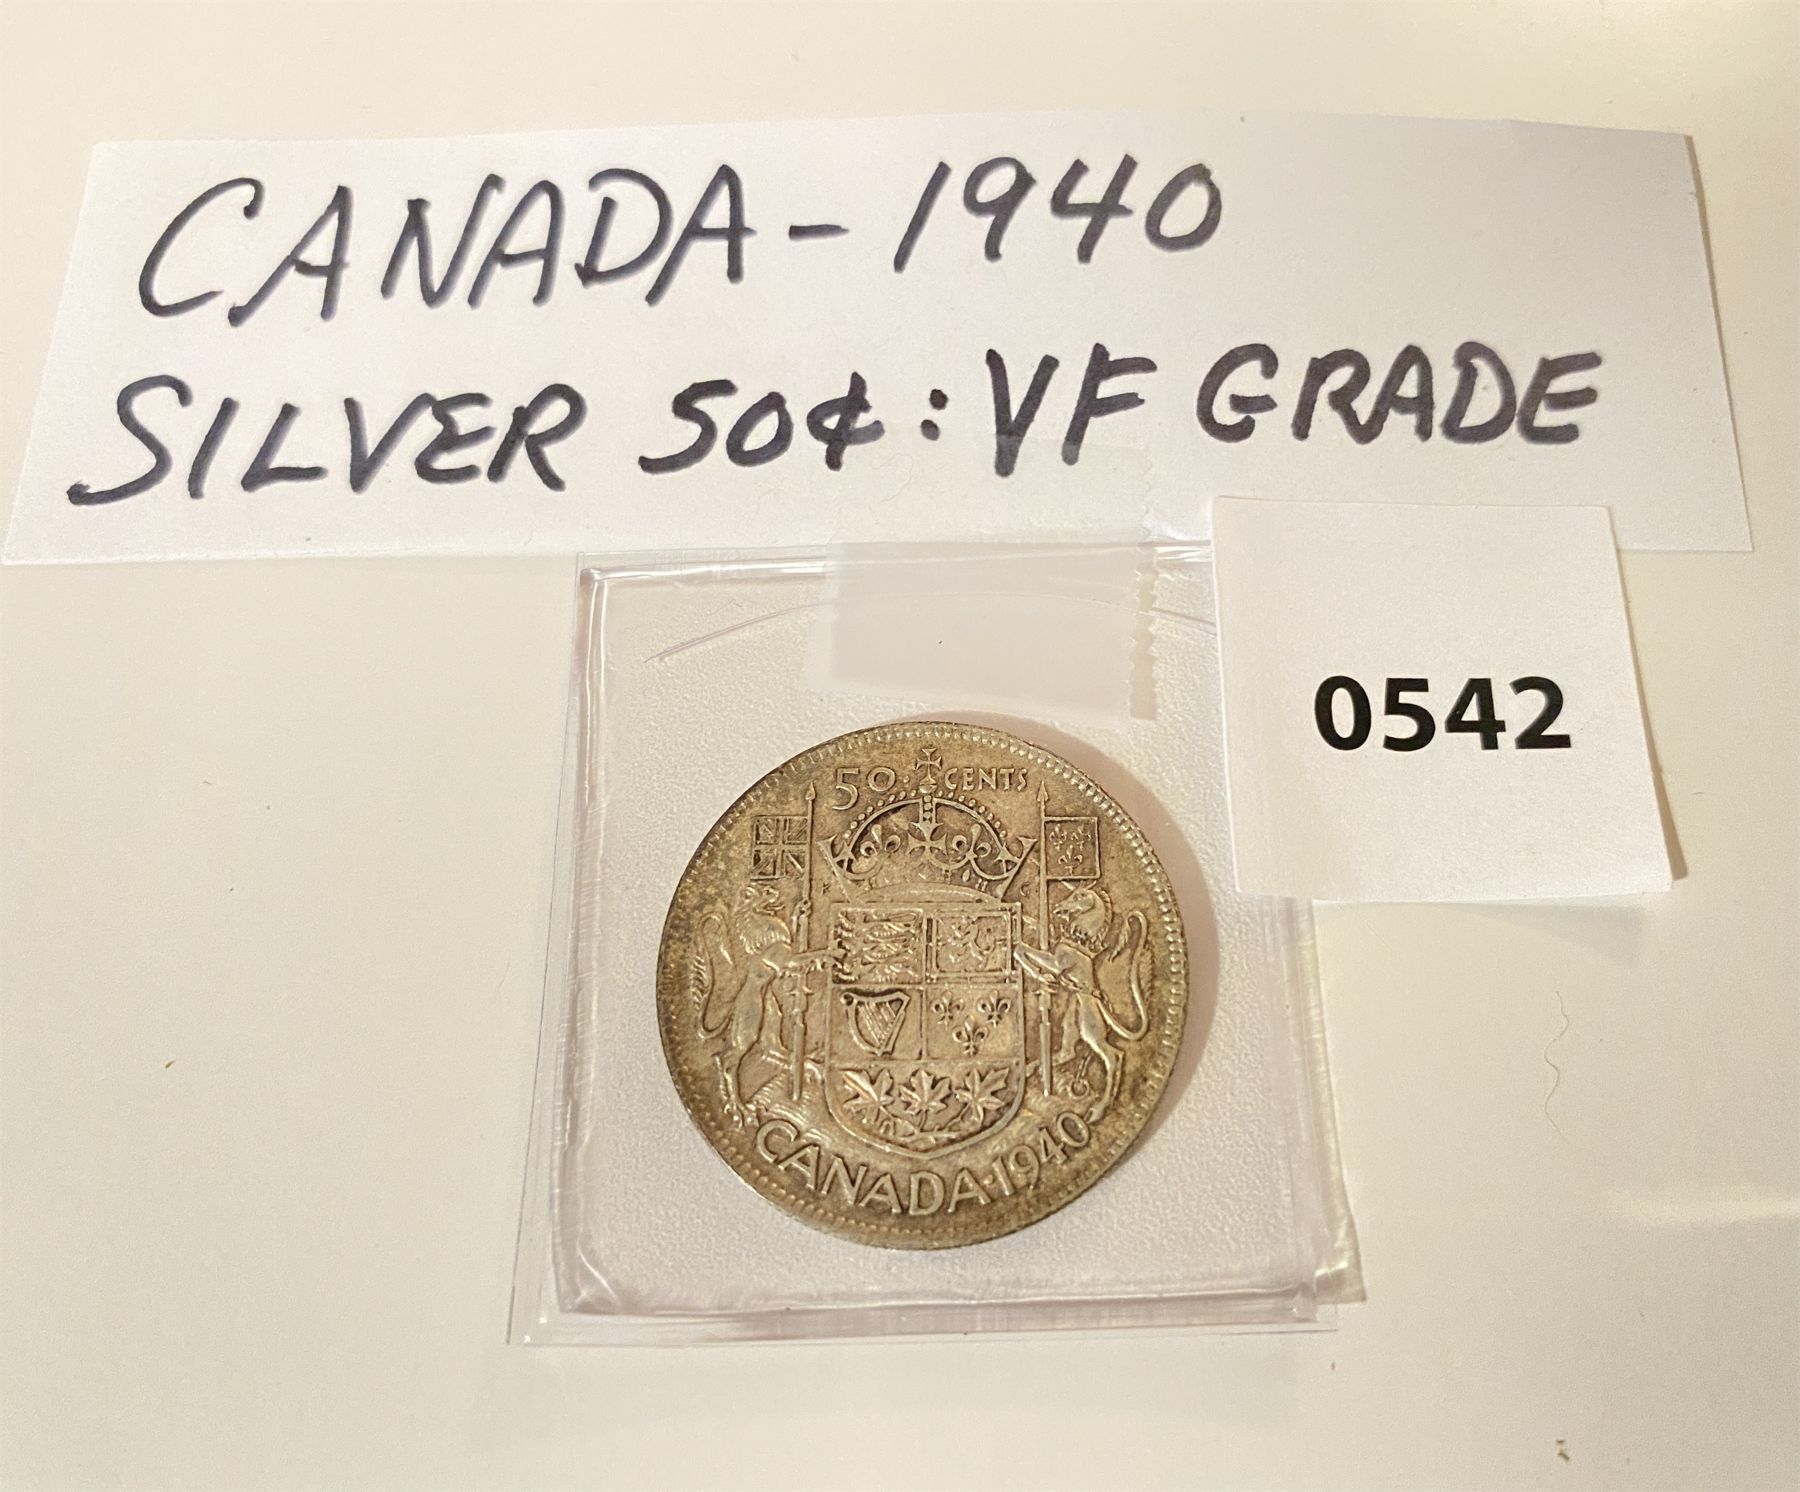 CANADA - 1940
SILVER 50¢: VF GRADE
0542
50 CENTS
K H G
CANADA·1940